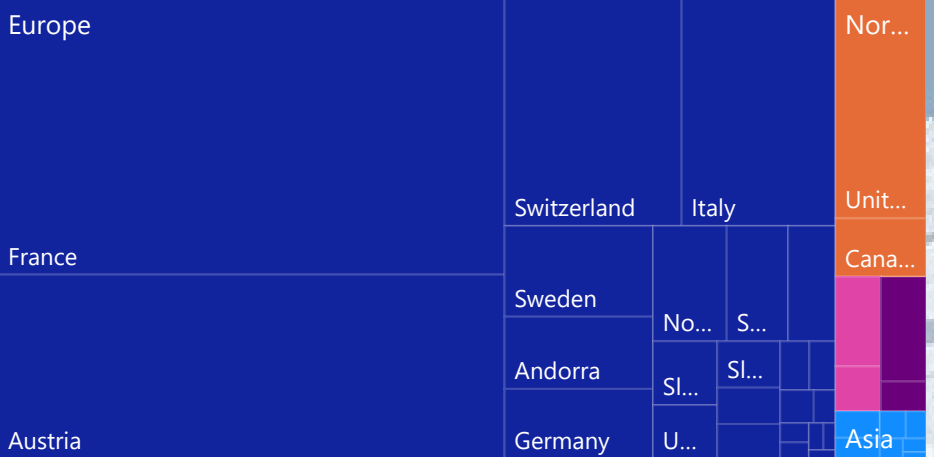 Europe
Nor...
Switzerland
Italy
Unit...
France
Cana...
Sweden
No...
S...
Andorra
Sl...
Sl...
Austria
Germany
U...
Asia